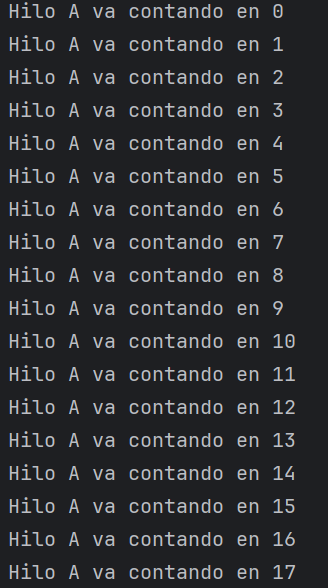 Hilo A va contando en 0
Hilo A va contando en 1
Hilo A va contando en 2
Hilo A va contando en 3
Hilo A va contando en 4
Hilo A va contando en 5
Hilo A va contando en 6
Hilo A va contando en 7
Hilo A va contando en 8
Hilo A va contando en 9
Hilo A va contando en 10
Hilo A va contando en 11
Hilo A va contando en 12
Hilo A va contando en 13
Hilo A va contando en 14
Hilo A va contando en 15
Hilo A va contando en 16
Hilo A va contando en 17